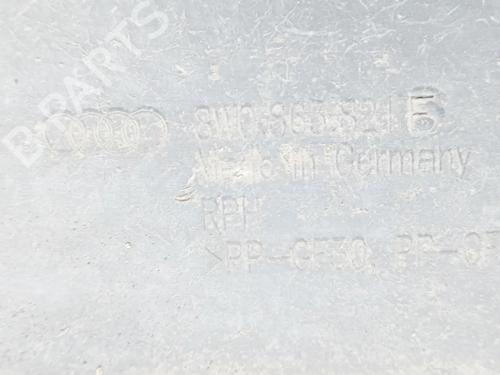 B-PARTS
8W0.863.821 E
Made in Germany
RPH
>PP-GF30, PP-GF